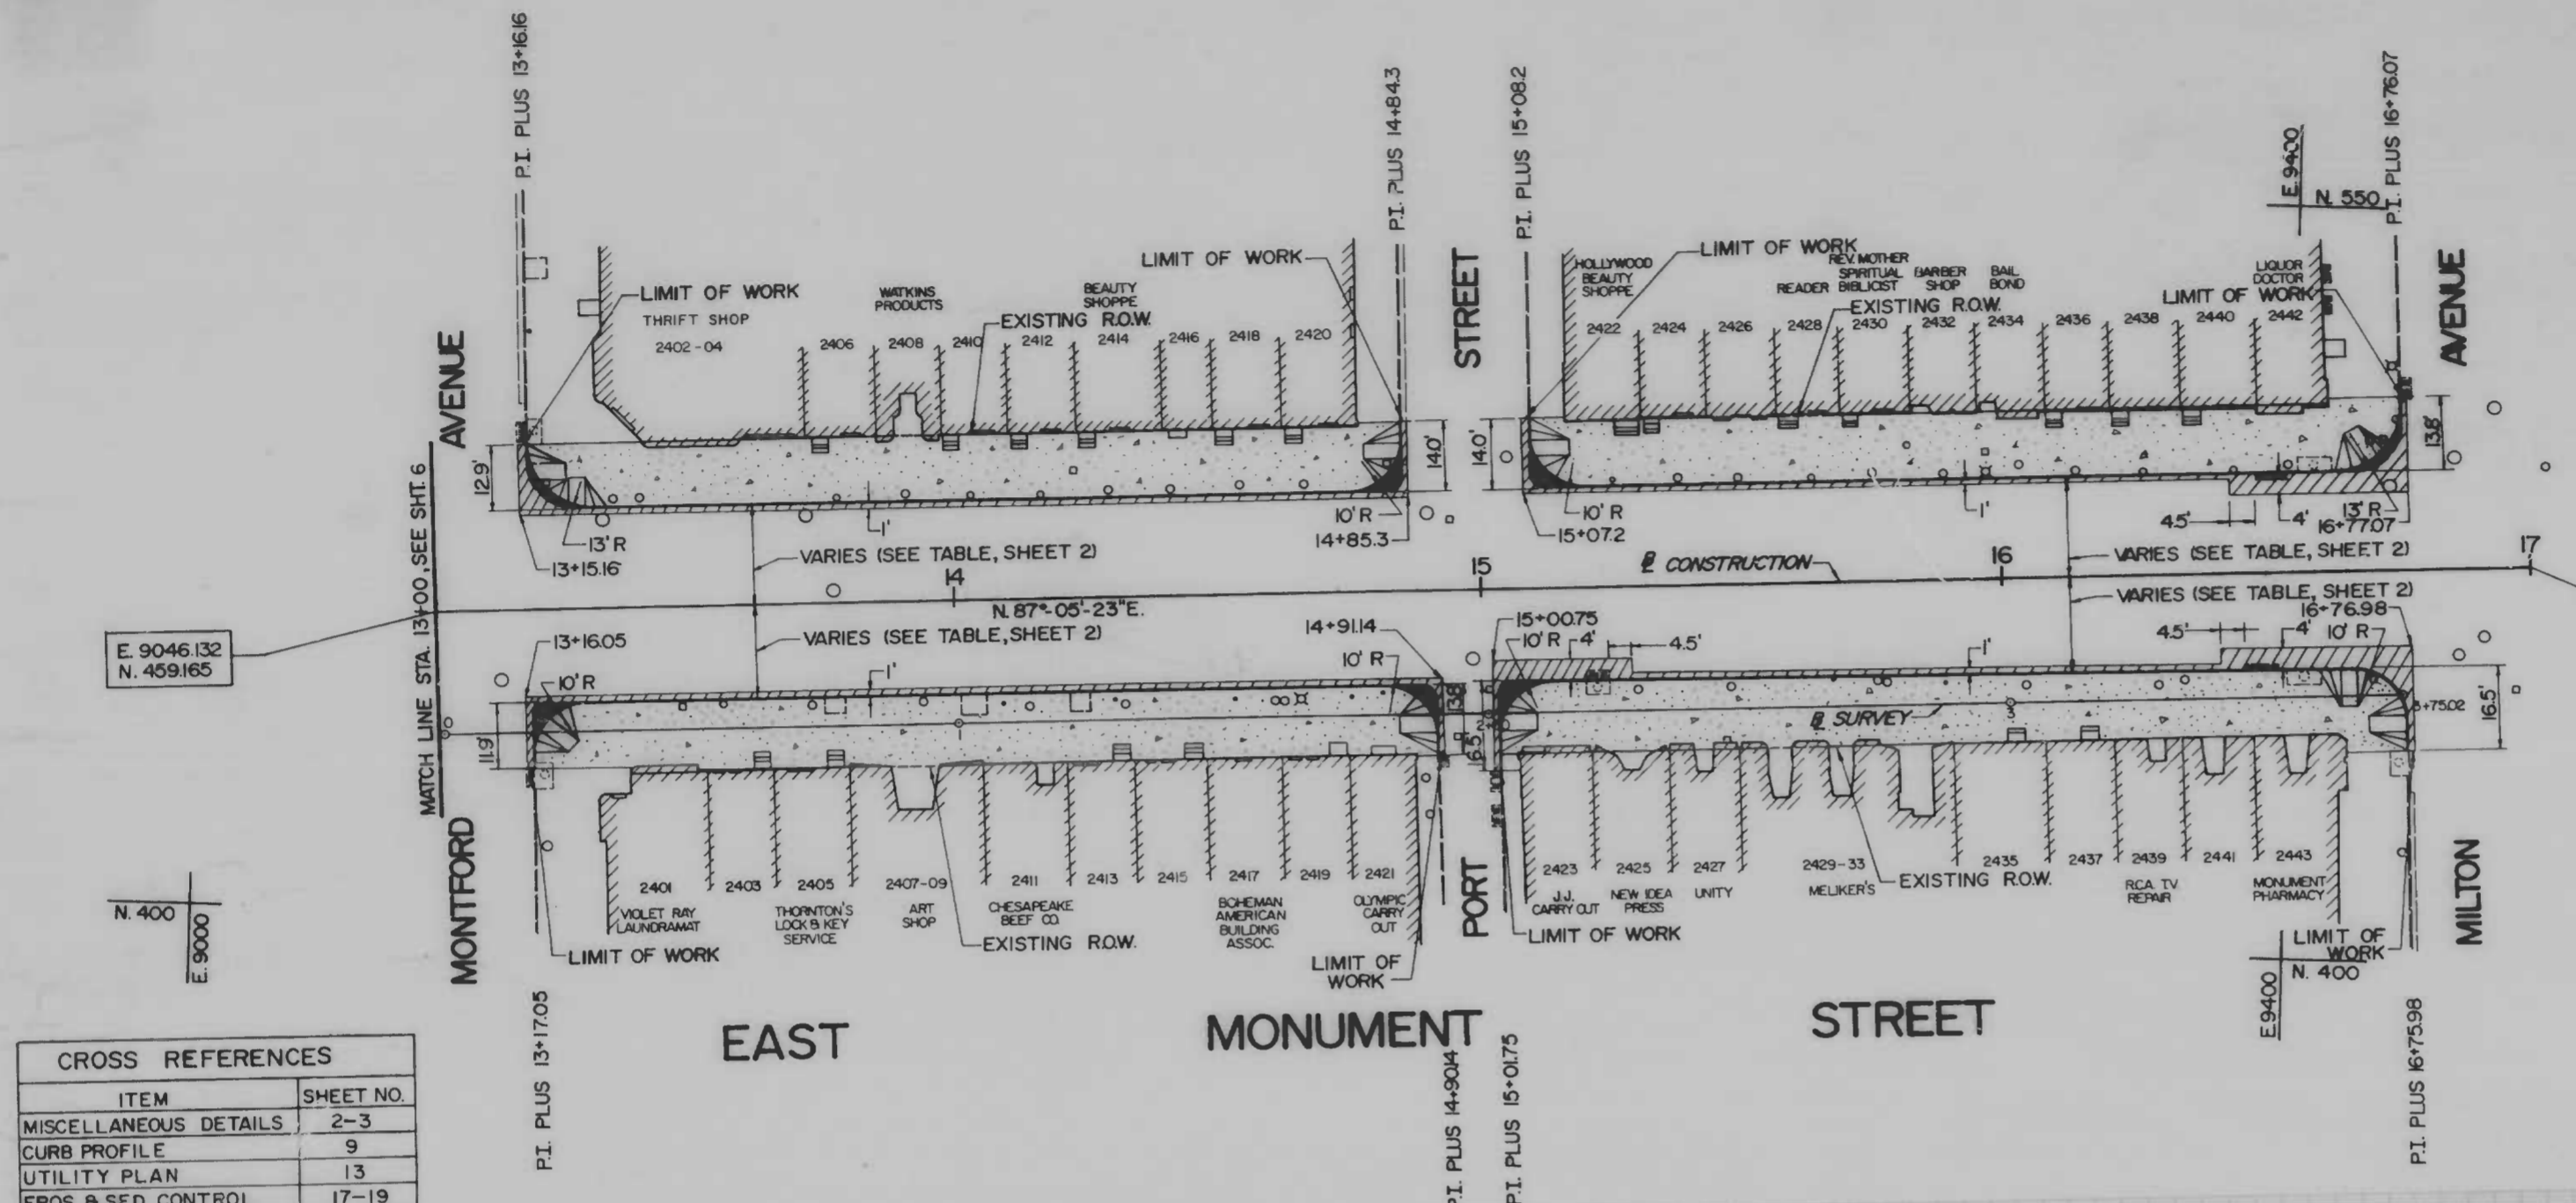 P.I. PLUS 13+16.16
P.I. PLUS 14+84.3
P.I. PLUS 15+08.2
P.I. PLUS 16+76.07
E. 9400
N. 550
AVENUE
STREET
AVENUE
LIMIT OF WORK
THRIFT SHOP
2402-04
WATKINS
PRODUCTS
BEAUTY
SHOPPE
LIMIT OF WORK
EXISTING R.O.W.
2406
2408
2410
2412
2414
2416
2418
2420
HOLLYWOOD
BEAUTY
SHOPPE
LIMIT OF WORK
REV. MOTHER
SPIRITUAL
READER BIBLICIST
BARBER
SHOP
BAIL
BOND
EXISTING R.O.W.
LIQUOR
DOCTOR
LIMIT OF WORK
2422
2424
2426
2428
2430
2432
2434
2436
2438
2440
2442
12.9'
14.0'
14.0'
13.8'
13' R
13+15.16
1'
10' R
14+85.3
10' R
15+07.2
1'
4.5'
4'
13' R
16+77.07
MATCH LINE STA. 13+00, SEE SHT. 6
VARIES (SEE TABLE, SHEET 2)
VARIES (SEE TABLE, SHEET 2)
14
15
16
17
CONSTRUCTION
N. 87°-05'-23" E.
E. 9046.132
N. 459.165
VARIES (SEE TABLE, SHEET 2)
VARIES (SEE TABLE, SHEET 2)
13+16.05
10' R
1'
14+91.14
10' R
15+00.75
10' R
4'
4.5'
1'
4.5'
4'
16+76.98
10' R
11.9'
13.8'
16.5'
SURVEY
3
16.5'
2401
2403
2405
2407-09
2411
2413
2415
2417
2419
2421
VIOLET RAY
LAUNDRAMAT
THORNTON'S
LOCK & KEY
SERVICE
ART
SHOP
CHESAPEAKE
BEEF CO.
BOHEMAN
AMERICAN
BUILDING
ASSOC.
OLYMPIC
CARRY
OUT
LIMIT OF WORK
EXISTING R.O.W.
LIMIT OF
WORK
2423
2425
2427
2429-33
2435
2437
2439
2441
2443
J.J.
CARRY OUT
NEW IDEA
PRESS
UNITY
MELIKER'S
EXISTING R.O.W.
RCA TV
REPAIR
MONUMENT
PHARMACY
LIMIT OF WORK
LIMIT OF
WORK
N. 400
E. 9000
MONTFORD
PORT
MILTON
E 9400
N. 400
EAST MONUMENT STREET
P.I. PLUS 13+17.05
P.I. PLUS 14+90.14
P.I. PLUS 15+01.75
P.I. PLUS 16+75.98
CROSS REFERENCES
ITEM SHEET NO.
MISCELLANEOUS DETAILS 2-3
CURB PROFILE 9
UTILITY PLAN 13
EROS. & SED. CONTROL 17-19